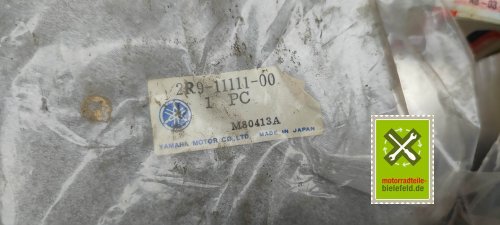 2R9-11111-00
1 PC
M80413A
YAMAHA MOTOR CO., LTD. MADE IN JAPAN
motorradteile-
bielefeld.de